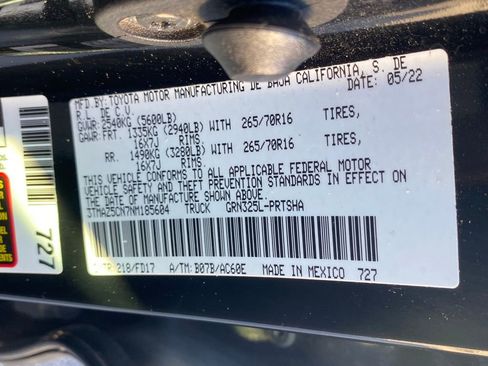 MFD.BY:TOYOTA MOTOR MANUFACTURING DE BAJA CALIFORNIA, S. DE
R.L. DE C.V. DATE: 05/22
GVWR: 2540KG (5600LB)
GAWR: FRT. 1335KG (2940LB) WITH 265/70R16 TIRES,
16X7J RIMS.
RR. 1490KG (3280LB) WITH 265/70R16 TIRES,
16X7J RIMS.
THIS VEHICLE CONFORMS TO ALL APPLICABLE FEDERAL MOTOR
VEHICLE SAFETY AND THEFT PREVENTION STANDARDS IN EFFECT ON
THE DATE OF MANUFACTURE SHOWN ABOVE.
3TMAZ5CN7NM185604 TRUCK GRN325L-PRTSHA
218/FD17 A/TM: B07B/AC60E MADE IN MEXICO 727
727